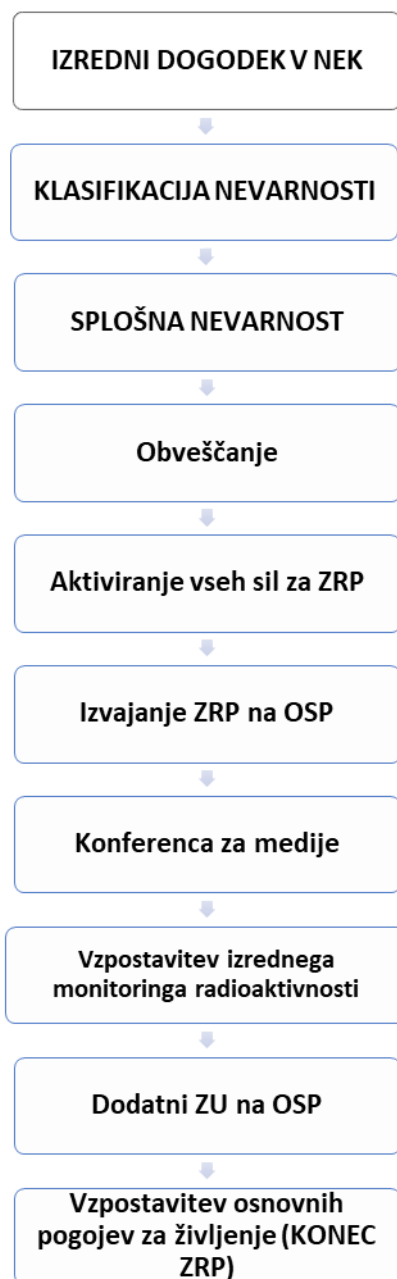 IZREDNI DOGODEK V NEK
KLASIFIKACIJA NEVARNOSTI
SPLOŠNA NEVARNOST
Obveščanje
Aktiviranje vseh sil za ZRP
Izvajanje ZRP na OSP
Konferenca za medije
Vzpostavitev izrednega
monitoringa radioaktivnosti
Dodatni ZU na OSP
Vzpostavitev osnovnih
pogojev za življenje (KONEC
ZRP)